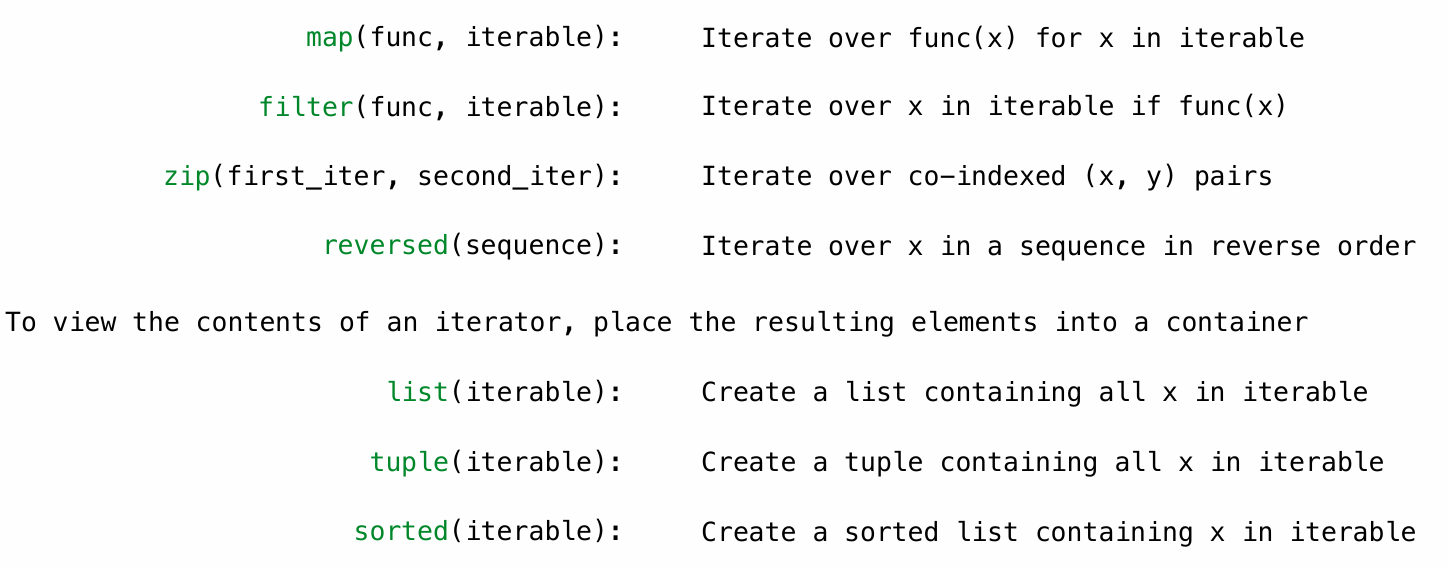 map(func, iterable): Iterate over func(x) for x in iterable
filter(func, iterable): Iterate over x in iterable if func(x)
zip(first_iter, second_iter): Iterate over co-indexed (x, y) pairs
reversed(sequence): Iterate over x in a sequence in reverse order
To view the contents of an iterator, place the resulting elements into a container
list(iterable): Create a list containing all x in iterable
tuple(iterable): Create a tuple containing all x in iterable
sorted(iterable): Create a sorted list containing x in iterable